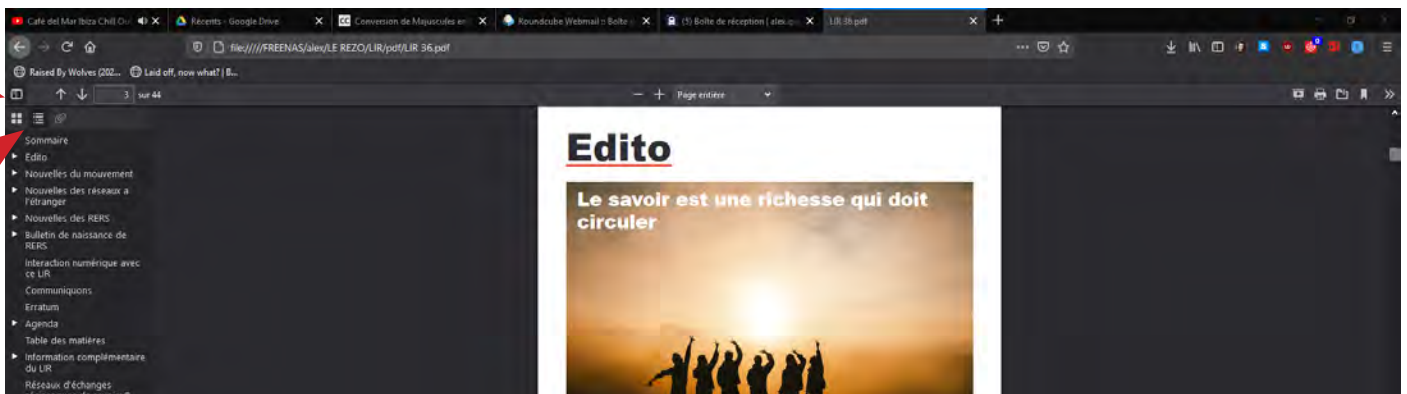 Café del Mar Ibiza Chill Ou
Récents - Google Drive
CC Conversion de Majuscules en
Roundcube Webmail :: Boîte
(5) Boîte de réception | alex.q
LIR 36.pdf
file://///FREENAS/alex/LE REZO/LIR/pdf/LIR 36.pdf
Raised By Wolves (202...
Laid off, now what? | B...
3 sur 44
Page entière
Sommaire
Edito
Nouvelles du mouvement
Nouvelles des réseaux a
l'étranger
Nouvelles des RERS
Bulletin de naissance de
RERS
Interaction numérique avec
ce LIR
Communiquons
Erratum
Agenda
Table des matières
Information complémentaire
du LIR
Réseaux d'échanges
Edito
Le savoir est une richesse qui doit
circuler